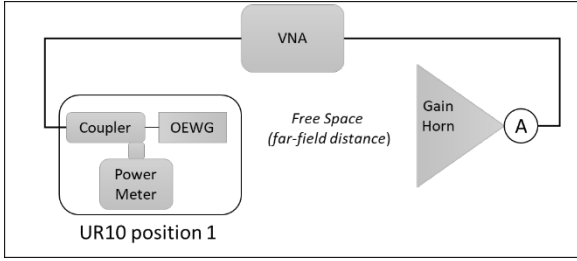 VNA
Coupler
OEWG
Power
Meter
UR10 position 1
Free Space
(far-field distance)
Gain
Horn
A